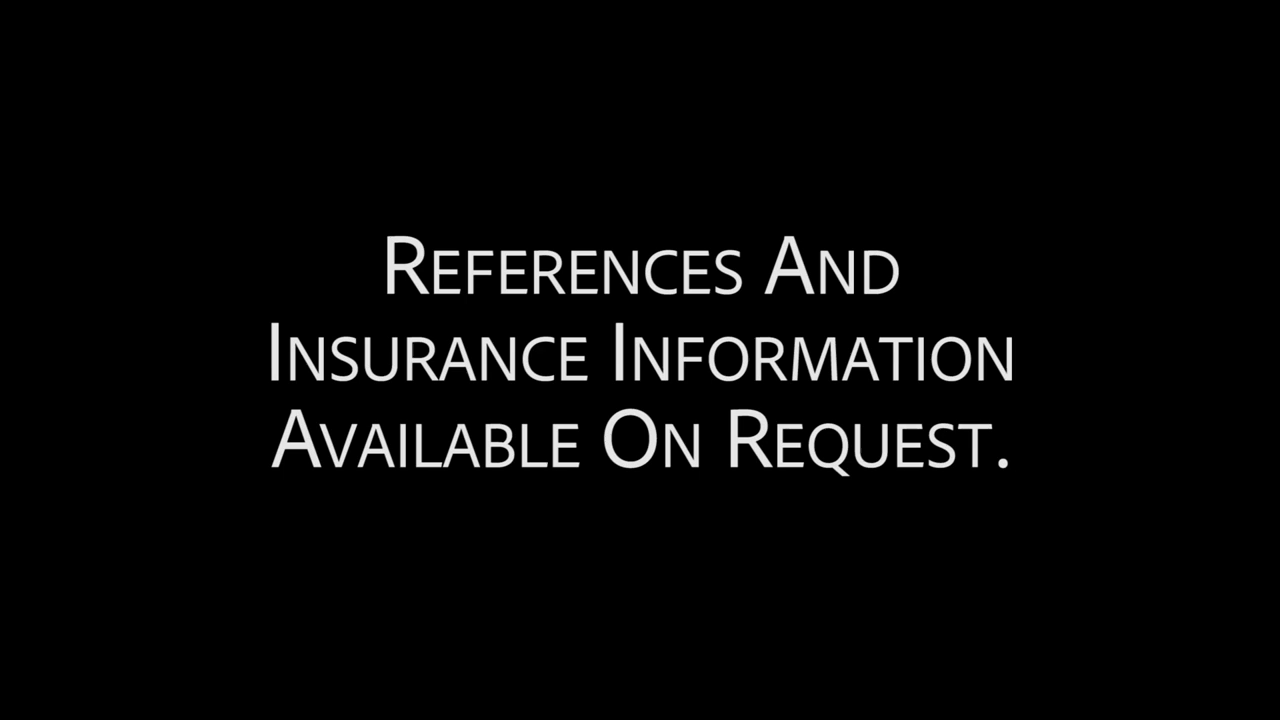 References And
Insurance Information
Available On Request.